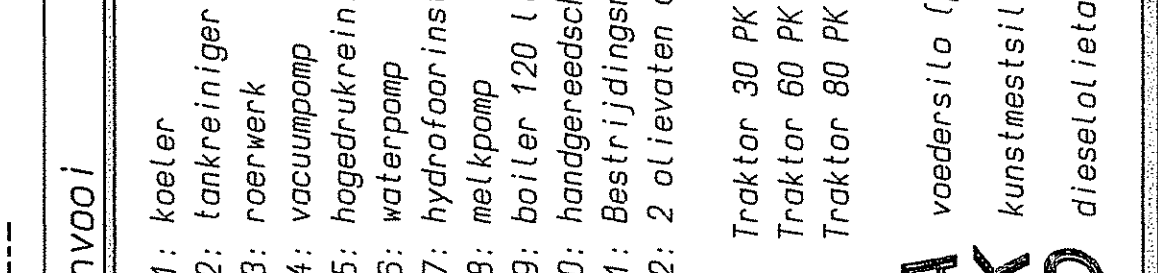 nvooi
1: koeler
2: tankreiniger
3: roerwerk
4: vacuumpomp
5: hogedrukrein
6: waterpomp
7: hydrofoorins
8: melkpomp
9: boiler 120 l
0: handgereedsch
1: Bestrijdings
2: 2 olievaten
Traktor 30 PK
Traktor 60 PK
Traktor 80 PK
voedersilo (
K kunstmestsil
dieselolieta